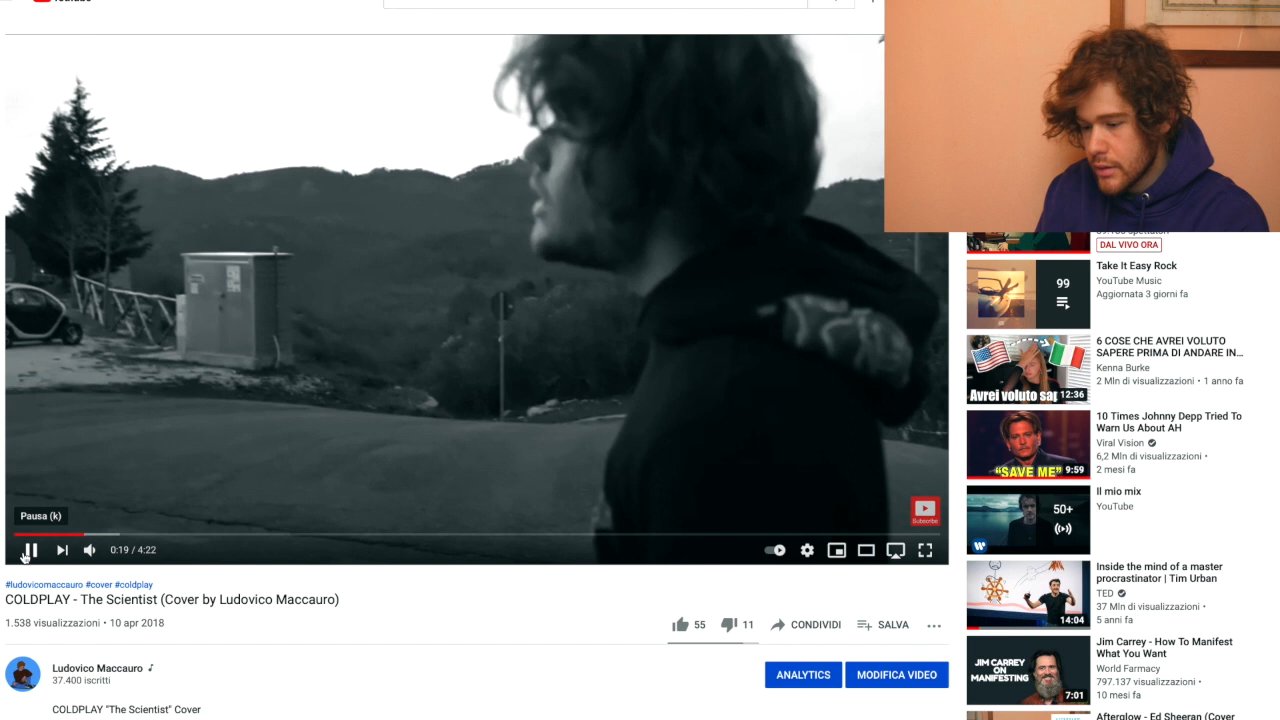 Pausa (k)
0:19 / 4:22
Subscribe
#ludovicomaccauro #cover #coldplay
COLDPLAY - The Scientist (Cover by Ludovico Maccauro)
1.538 visualizzazioni • 10 apr 2018
55
11
CONDIVIDI
SALVA
Ludovico Maccauro
37.400 iscritti
ANALYTICS
MODIFICA VIDEO
COLDPLAY "The Scientist" Cover
DAL VIVO ORA
99
Take It Easy Rock
YouTube Music
Aggiornata 3 giorni fa
Avrei voluto sap
12:36
6 COSE CHE AVREI VOLUTO
SAPERE PRIMA DI ANDARE IN...
Kenna Burke
2 Mln di visualizzazioni • 1 anno fa
"SAVE ME"
9:59
10 Times Johnny Depp Tried To
Warn Us About AH
Viral Vision
6,2 Mln di visualizzazioni •
2 mesi fa
50+
Il mio mix
YouTube
14:04
Inside the mind of a master
procrastinator | Tim Urban
TED
37 Mln di visualizzazioni •
5 anni fa
JIM CARREY
ON
MANIFESTING
7:01
Jim Carrey - How To Manifest
What You Want
World Farmacy
797.137 visualizzazioni •
10 mesi fa
Afterglow - Ed Sheeran (Cover